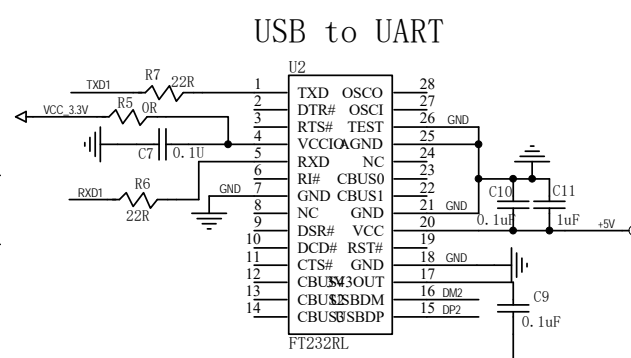 USB to UART
U2
TXD1 R7 22R 1 TXD OSCO 28
2 DTR# OSCI 27
VCC_3.3V R5 0R 3 RTS# TEST 26 GND
4 VCCIO AGND 25
C7 0.1U 5 RXD NC 24
6 RI# CBUS0 23
GND 7 GND CBUS1 22
RXD1 R6 22R 8 NC GND 21 GND
C10 0.1uF C11 1uF
9 DSR# VCC 20 +5V
10 DCD# RST# 19
11 CTS# GND 18 GND
12 CBUS4 3V3OUT 17
13 CBUS2 USBDM 16 DM2
14 CBUS3 USBDP 15 DP2
C9 0.1uF
FT232RL